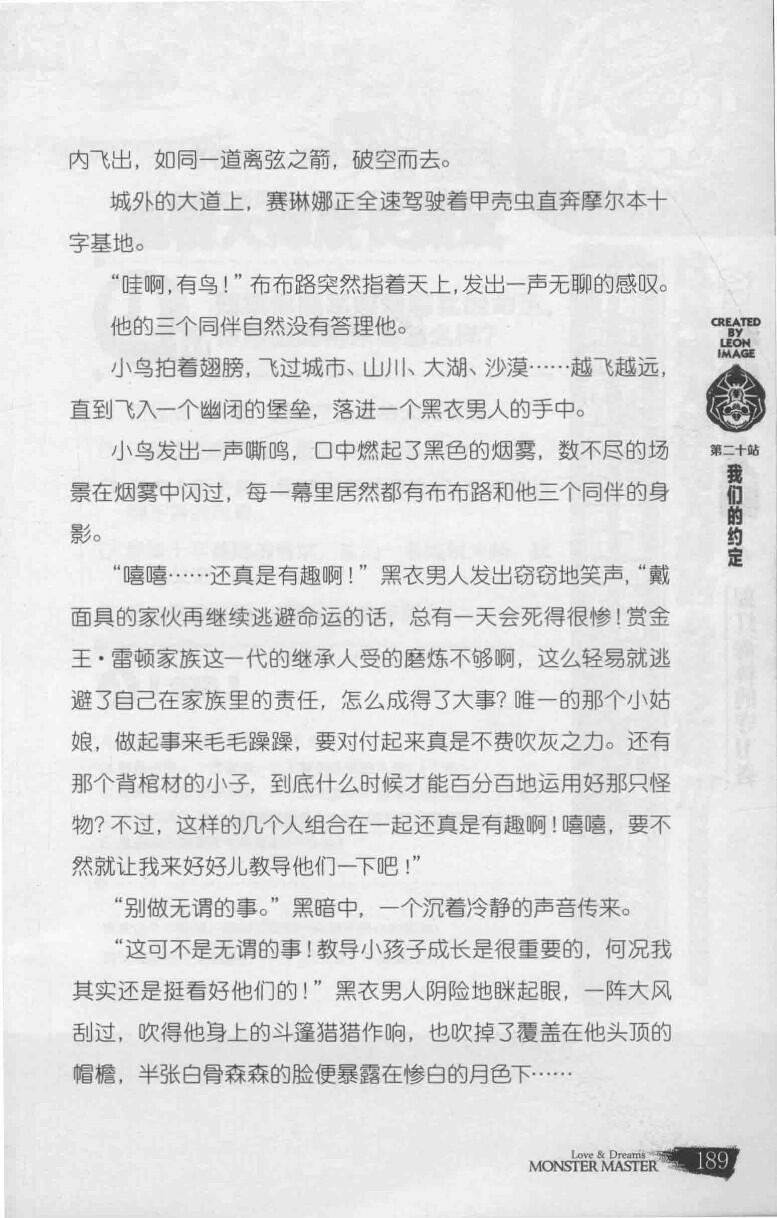 内飞出，如同一道离弦之箭，破空而去。
城外的大道上，赛琳娜正全速驾驶着甲壳虫直奔摩尔本十
字基地。
“哇啊，有鸟！”布布路突然指着天上，发出一声无聊的感叹。
他的三个同伴自然没有答理他。
小鸟拍着翅膀，飞过城市、山川、大湖、沙漠……越飞越远，
直到飞入一个幽闭的堡垒，落进一个黑衣男人的手中。
小鸟发出一声嘶鸣，口中燃起了黑色的烟雾，数不尽的场
景在烟雾中闪过，每一幕里居然都有布布路和他三个同伴的身
影。
“嘻嘻……还真是有趣啊！”黑衣男人发出窃窃地笑声，“戴
面具的家伙再继续逃避命运的话，总有一天会死得很惨！赏金
王·雷顿家族这一代的继承人受的磨炼不够啊，这么轻易就逃
避了自己在家族里的责任，怎么成得了大事？唯一的那个小姑
娘，做起事来毛毛躁躁，要对付起来真是不费吹灰之力。还有
那个背棺材的小子，到底什么时候才能百分百地运用好那只怪
物？不过，这样的几个人组合在一起还真是有趣啊！嘻嘻，要不
然就让我来好好儿教导他们一下吧！”
“别做无谓的事。”黑暗中，一个沉着冷静的声音传来。
“这可不是无谓的事！教导小孩子成长是很重要的，何况我
其实还是挺看好他们的！”黑衣男人阴险地眯起眼，一阵大风
刮过，吹得他身上的斗篷猎猎作响，也吹掉了覆盖在他头顶的
帽檐，半张白骨森森的脸便暴露在惨白的月色下……
CREATED
BY
LEON
IMAGE
第二十站
我们的约定
Love & Dreams
MONSTER MASTER
189